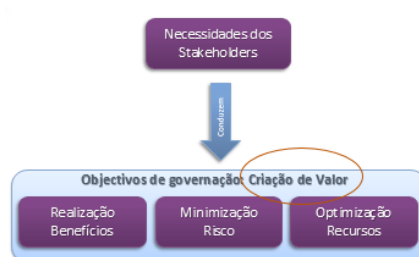 Necessidades dos
Stakeholders
Conduzem
Objectivos de governação: Criação de Valor
Realização
Benefícios
Minimização
Risco
Optimização
Recursos